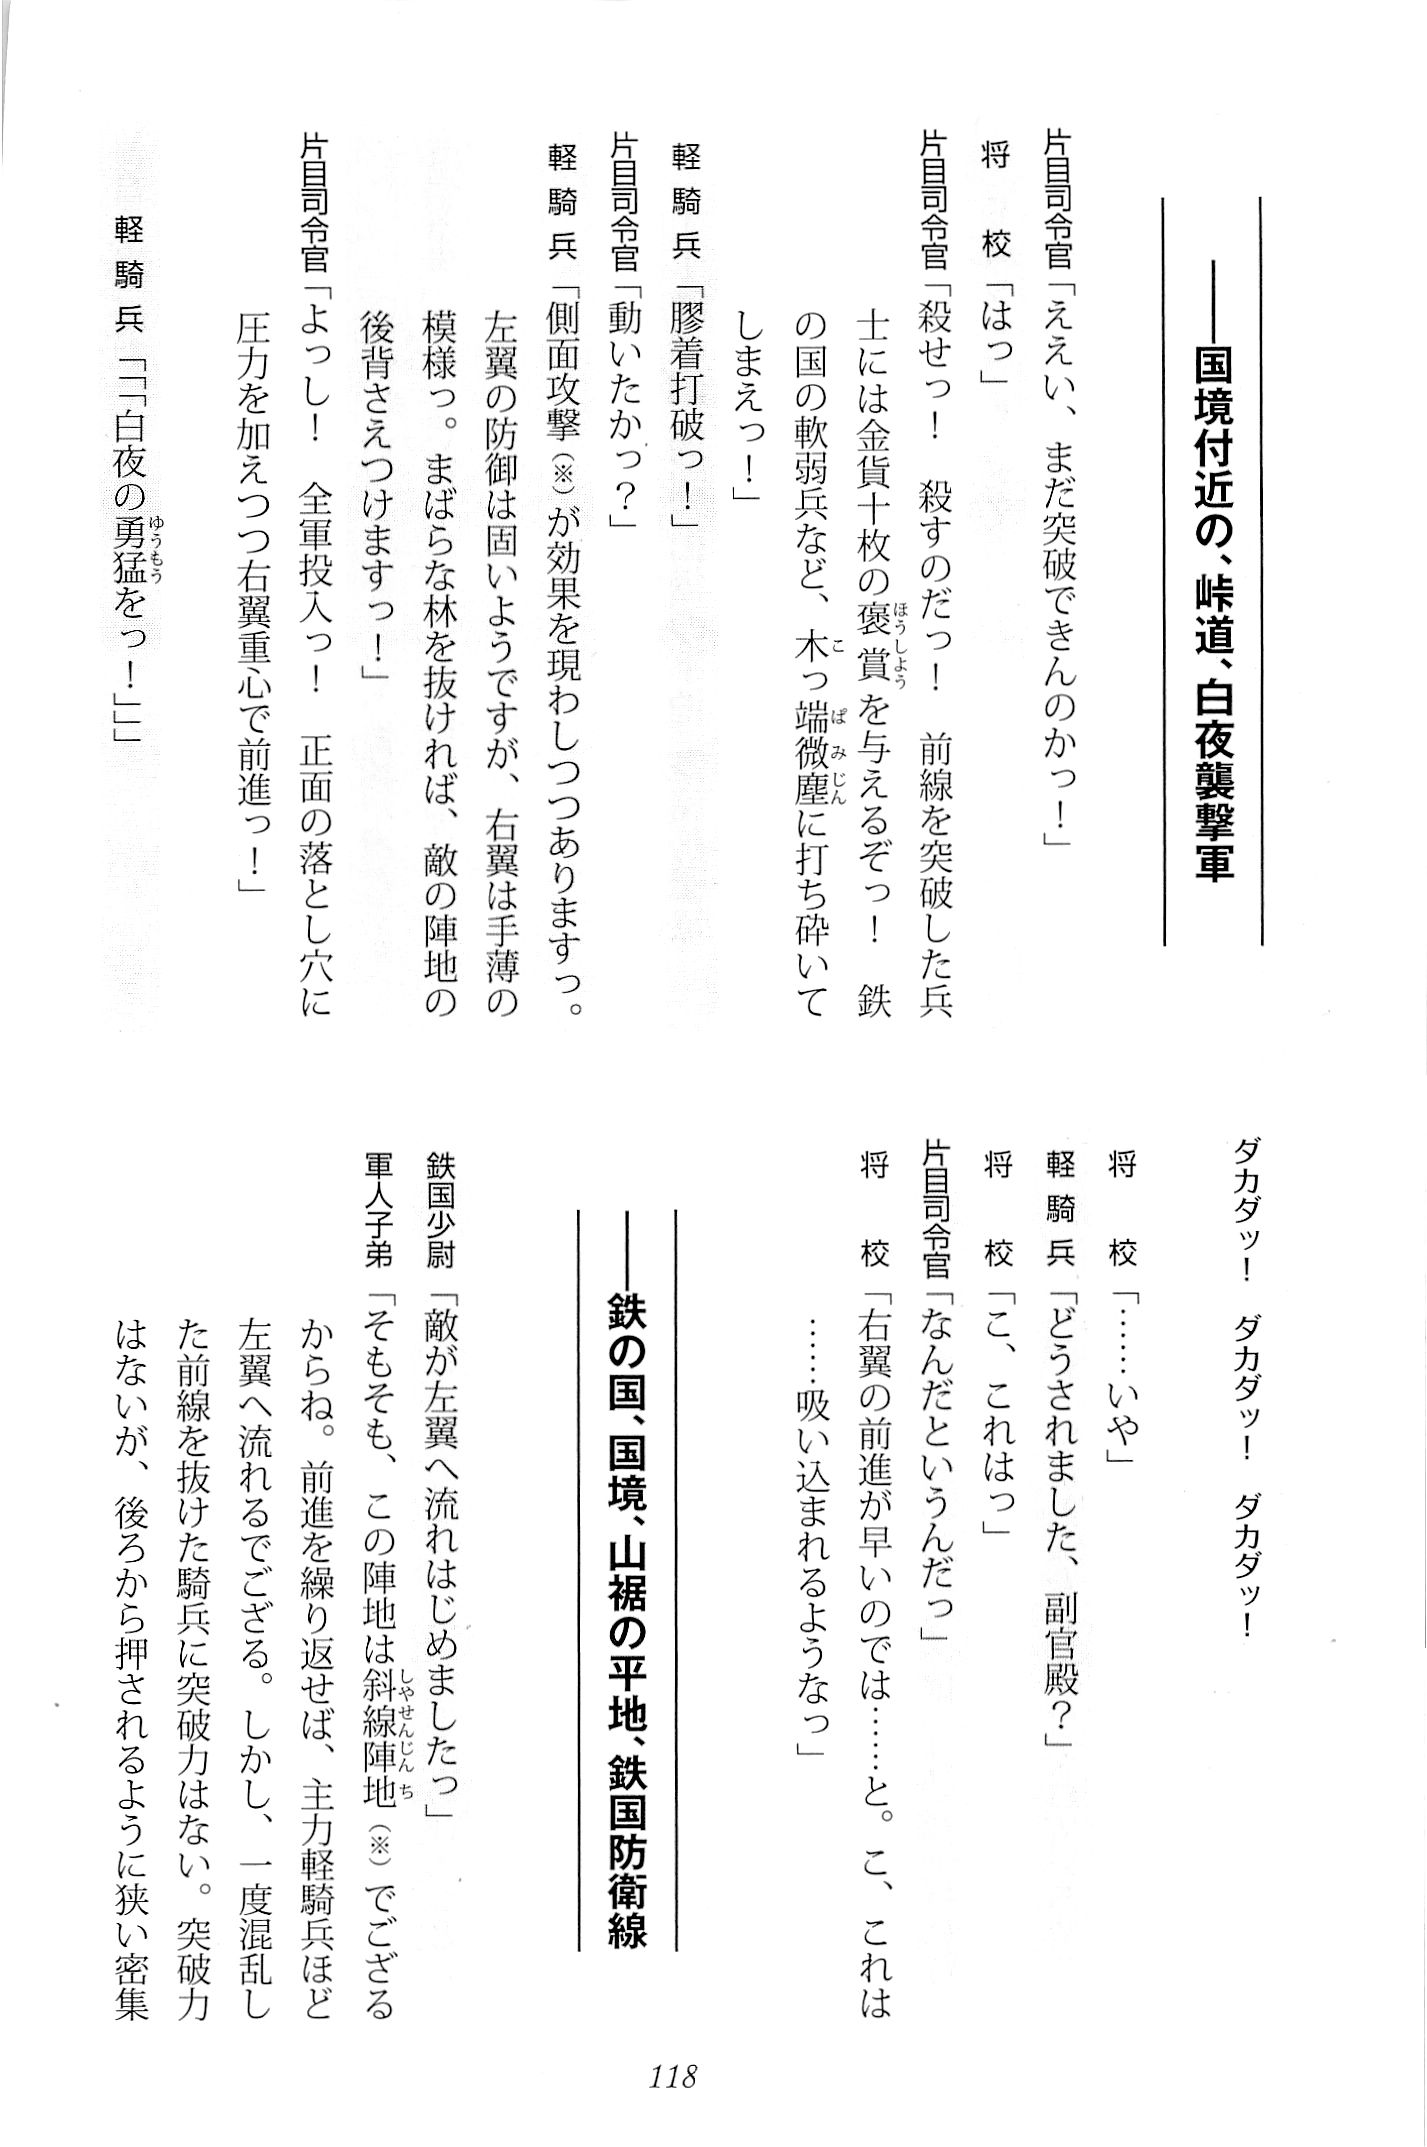 ――国境付近の、峠道、白夜襲撃軍
片目司令官「ええい、まだ突破できんのかっ！」
将　校「はっ」
片目司令官「殺せっ！　殺すのだっ！　前線を突破した兵
士には金貨十枚の褒賞を与えるぞっ！　鉄
の国の軟弱兵など、木っ端微塵に打ち砕いて
しまえっ！」
軽騎兵「膠着打破っ！」
片目司令官「動いたかっ？」
軽騎兵「側面攻撃（※）が効果を現わしつつありますっ。
左翼の防御は固いようですが、右翼は手薄の
模様っ。まばらな林を抜ければ、敵の陣地の
後背さえつけますっ！」
片目司令官「よっし！　全軍投入っ！　正面の落とし穴に
圧力を加えつつ右翼重心で前進っ！」
軽騎兵「「「白夜の勇猛をっ！」」」
ダカダッ！　ダカダッ！　ダカダッ！
将　校「……いや」
軽騎兵「どうされました、副官殿？」
将　校「こ、これはっ」
片目司令官「なんだというんだっ」
将　校「右翼の前進が早いのでは……と。こ、これは
……吸い込まれるようなっ」
――鉄の国、国境、山裾の平地、鉄国防衛線
鉄国少尉「敵が左翼へ流れはじめましたっ」
軍人子弟「そもそも、この陣地は斜線陣地（※）でござる
からね。前進を繰り返せば、主力軽騎兵ほど
左翼へ流れるでござる。しかし、一度混乱し
た前線を抜けた騎兵に突破力はない。突破力
はないが、後ろから押されるように狭い密集
118